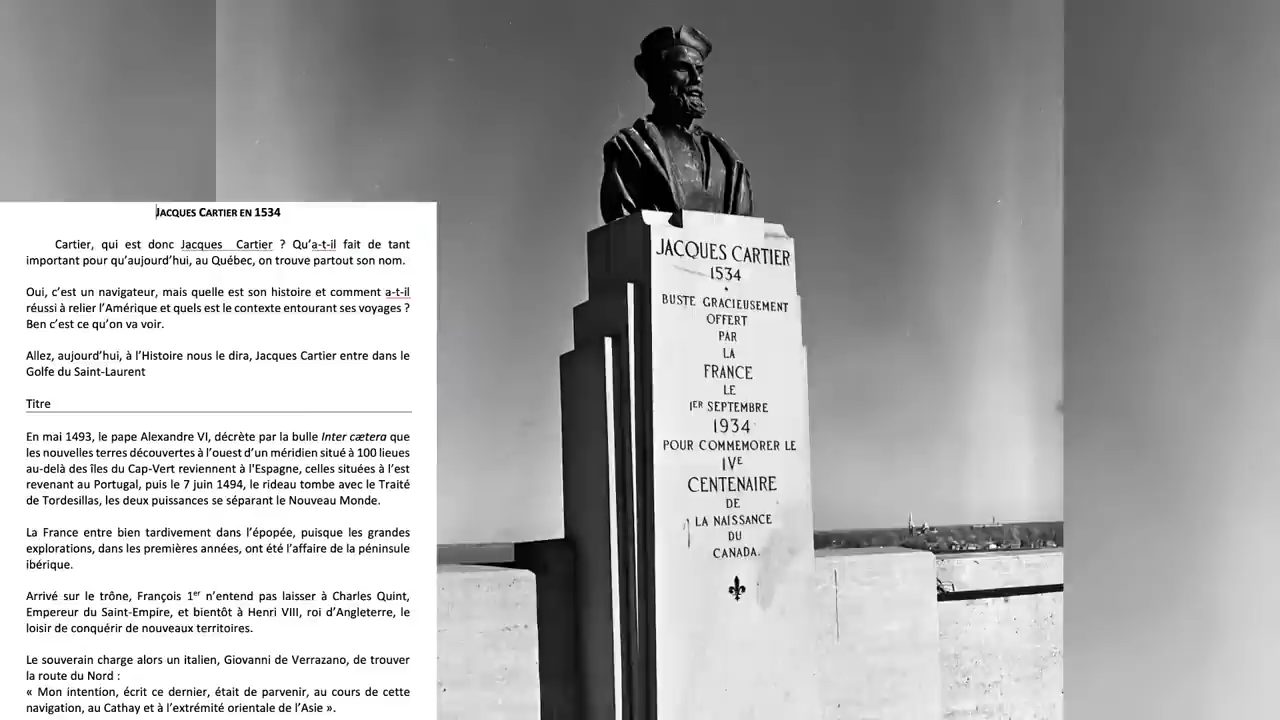 JACQUES CARTIER EN 1534
Cartier, qui est donc Jacques Cartier ? Qu’a-t-il fait de tant
important pour qu’aujourd’hui, au Québec, on trouve partout son nom.
Oui, c’est un navigateur, mais quelle est son histoire et comment a-t-il
réussi à relier l’Amérique et quels est le contexte entourant ses voyages ?
Ben c’est ce qu’on va voir.
Allez, aujourd’hui, à l’Histoire nous le dira, Jacques Cartier entre dans le
Golfe du Saint-Laurent
Titre
En mai 1493, le pape Alexandre VI, décrète par la bulle Inter cætera que
les nouvelles terres découvertes à l’ouest d’un méridien situé à 100 lieues
au-delà des îles du Cap-Vert reviennent à l'Espagne, celles situées à l’est
revenant au Portugal, puis le 7 juin 1494, le rideau tombe avec le Traité
de Tordesillas, les deux puissances se séparant le Nouveau Monde.
La France entre bien tardivement dans l’épopée, puisque les grandes
explorations, dans les premières années, ont été l’affaire de la péninsule
ibérique.
Arrivé sur le trône, François 1er n’entend pas laisser à Charles Quint,
Empereur du Saint-Empire, et bientôt à Henri VIII, roi d’Angleterre, le
loisir de conquérir de nouveaux territoires.
Le souverain charge alors un italien, Giovanni de Verrazano, de trouver
la route du Nord :
« Mon intention, écrit ce dernier, était de parvenir, au cours de cette
navigation, au Cathay et à l’extrémité orientale de l’Asie ».
JACQUES CARTIER
1534
BUSTE GRACIEUSEMENT
OFFERT
PAR
LA
FRANCE
LE
1ER SEPTEMBRE
1934
POUR COMMEMORER LE
IVE
CENTENAIRE
DE
LA NAISSANCE
DU
CANADA.